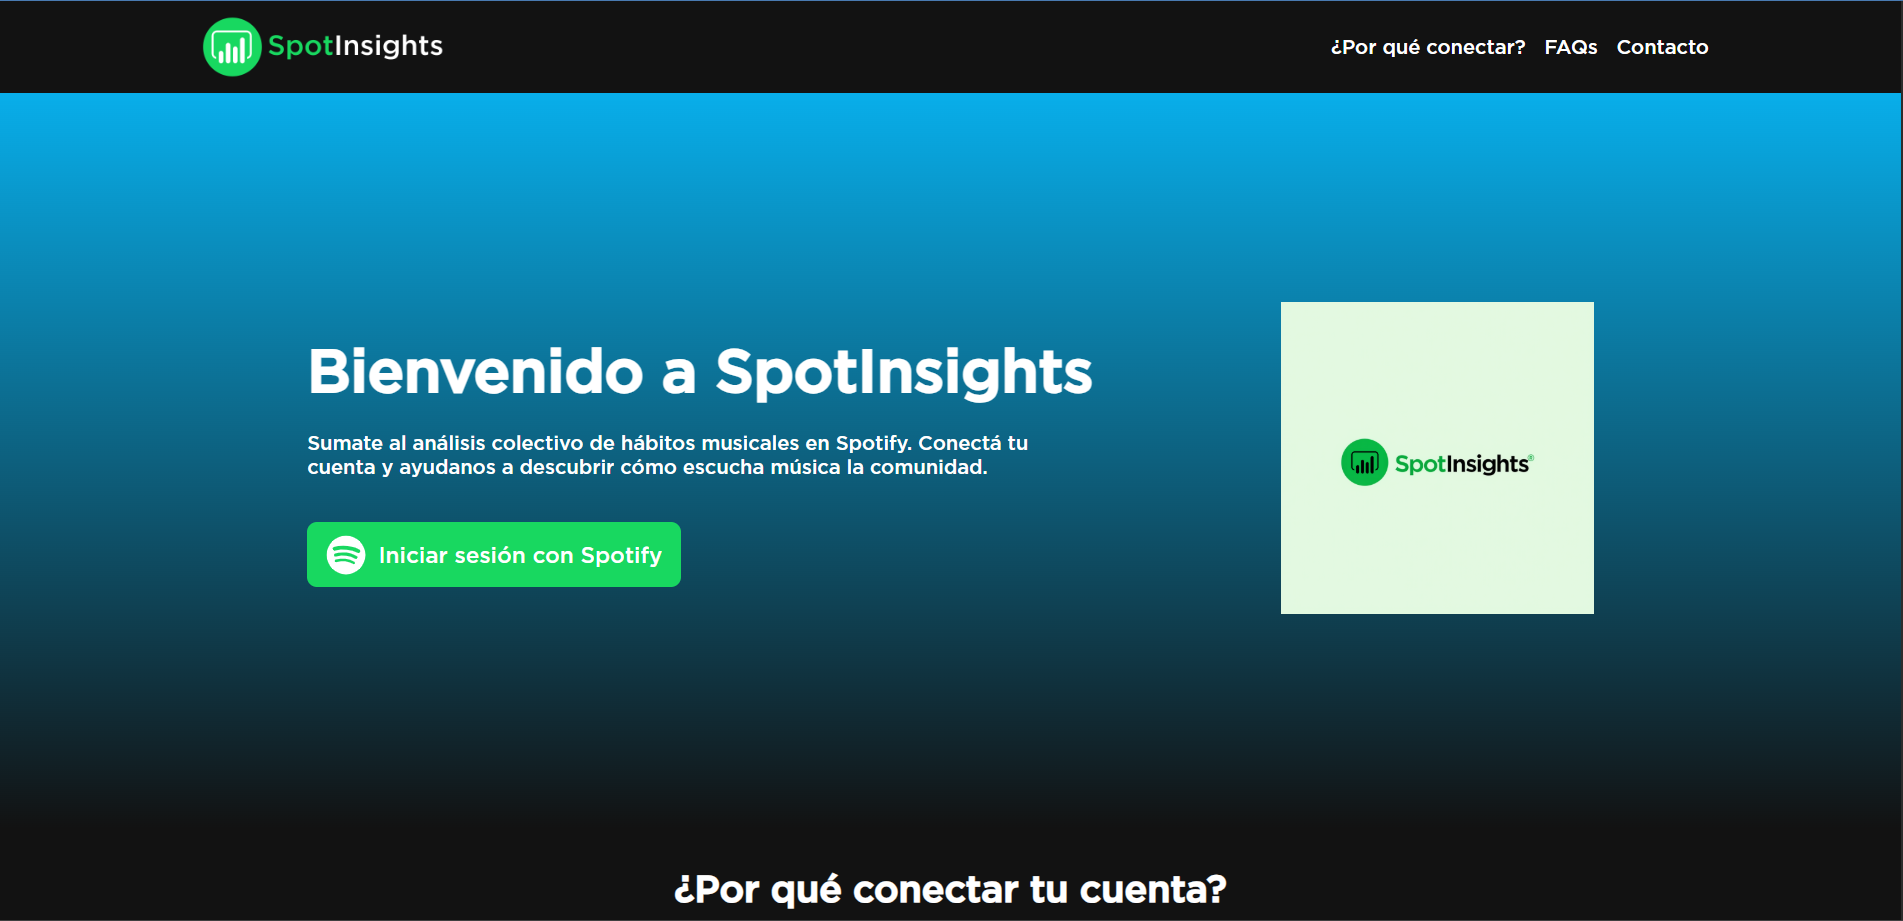 SpotInsights
¿Por qué conectar? FAQs Contacto
Bienvenido a SpotInsights
Sumate al análisis colectivo de hábitos musicales en Spotify. Conectá tu
cuenta y ayudanos a descubrir cómo escucha música la comunidad.
Iniciar sesión con Spotify
SpotInsights®
¿Por qué conectar tu cuenta?